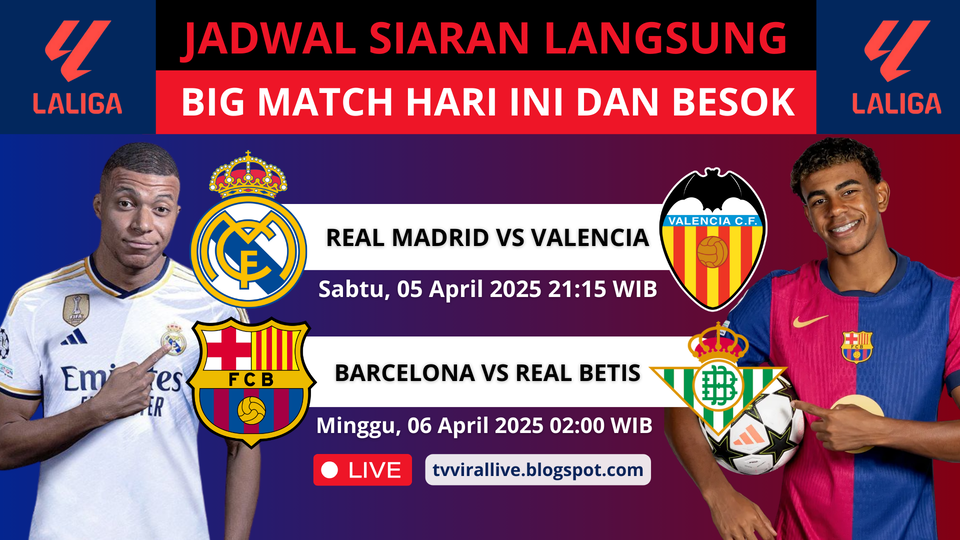 JADWAL SIARAN LANGSUNG
BIG MATCH HARI INI DAN BESOK
LALIGA
LALIGA
VALENCIA C.F.
REAL MADRID VS VALENCIA
Sabtu, 05 April 2025 21:15 WIB
FCB
BARCELONA VS REAL BETIS
Minggu, 06 April 2025 02:00 WIB
LIVE
tvvirallive.blogspot.com